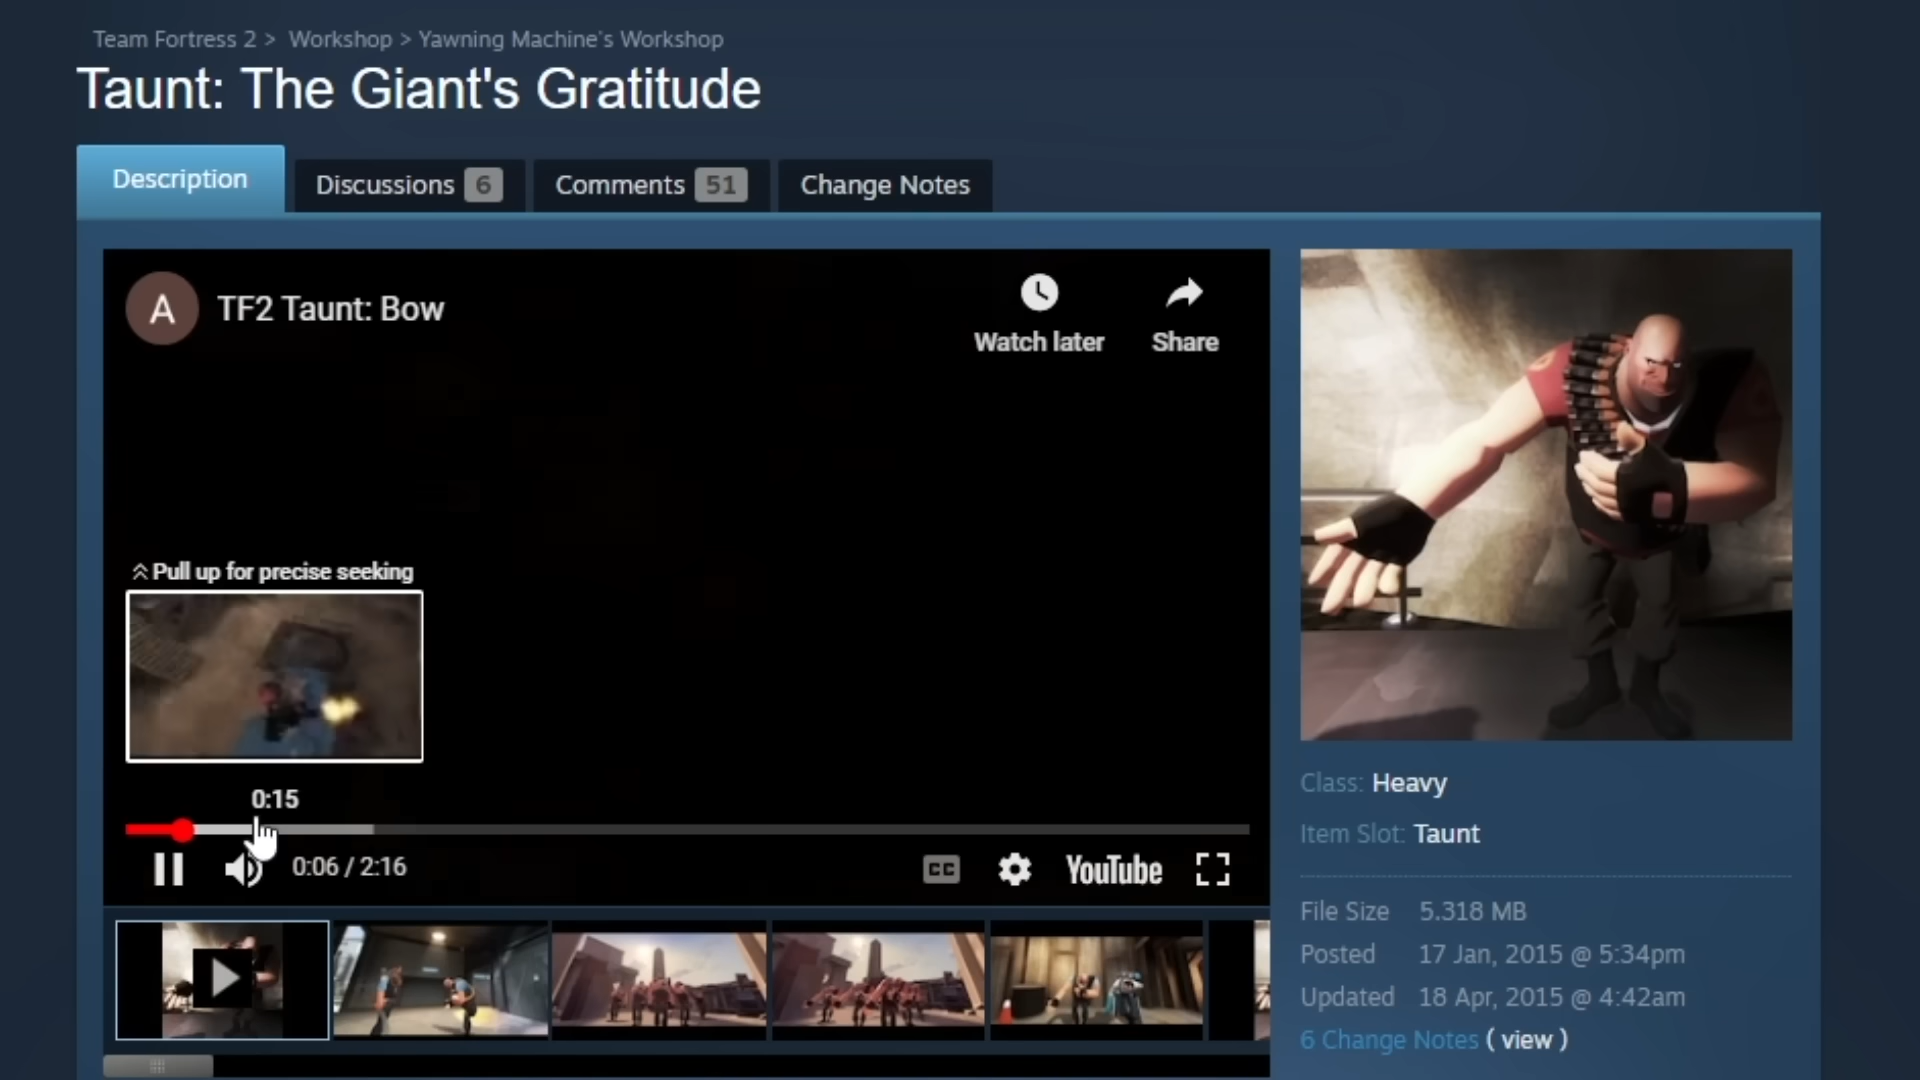 Team Fortress 2 > Workshop > Yawning Machine's Workshop
Taunt: The Giant's Gratitude
Description
Discussions 6
Comments 51
Change Notes
A
TF2 Taunt: Bow
Watch later
Share
Pull up for precise seeking
0:15
0:06 / 2:16
CC
YouTube
Class: Heavy
Item Slot: Taunt
File Size 5.318 MB
Posted 17 Jan, 2015 @ 5:34pm
Updated 18 Apr, 2015 @ 4:42am
6 Change Notes ( view )